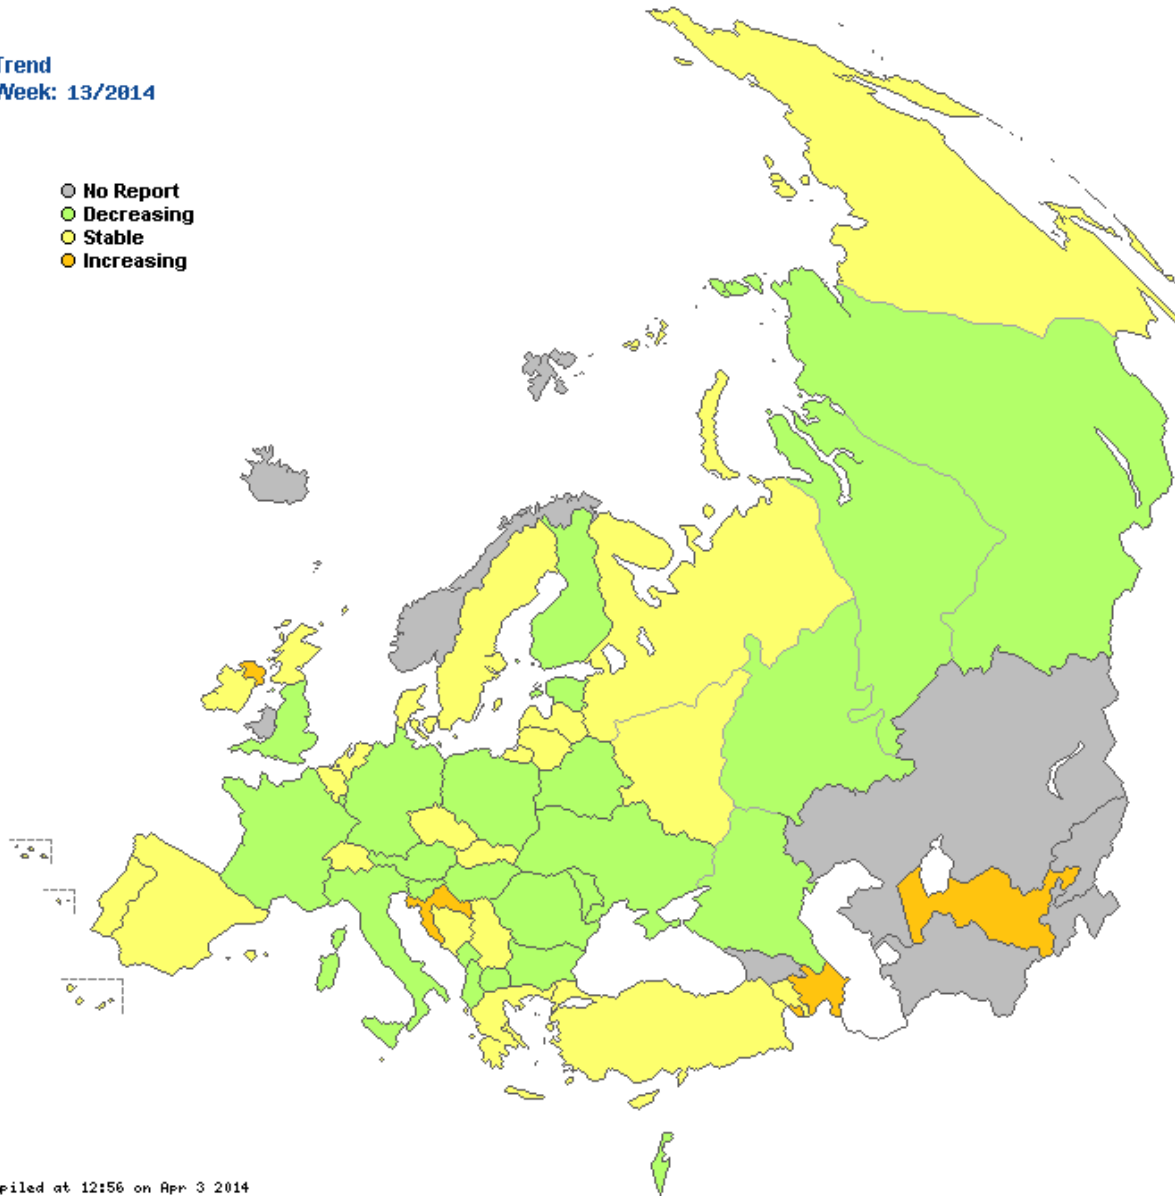 Trend
Week: 13/2014
No Report
Decreasing
Stable
Increasing
piled at 12:56 on Apr 3 2014